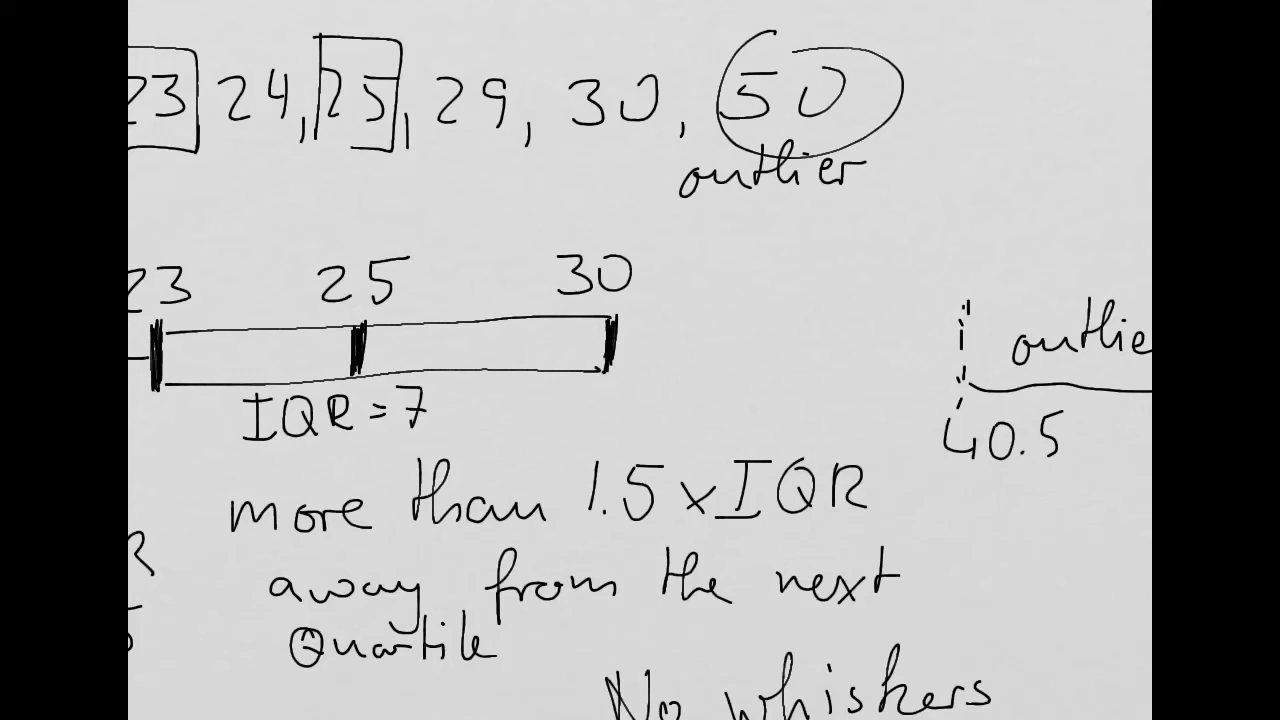 23 24, 25, 29, 30, 50
outlier
23 25 30
outlie
IQR = 7
40.5
more than 1.5 x IQR
R
away from the next
Quartile
No whiskers